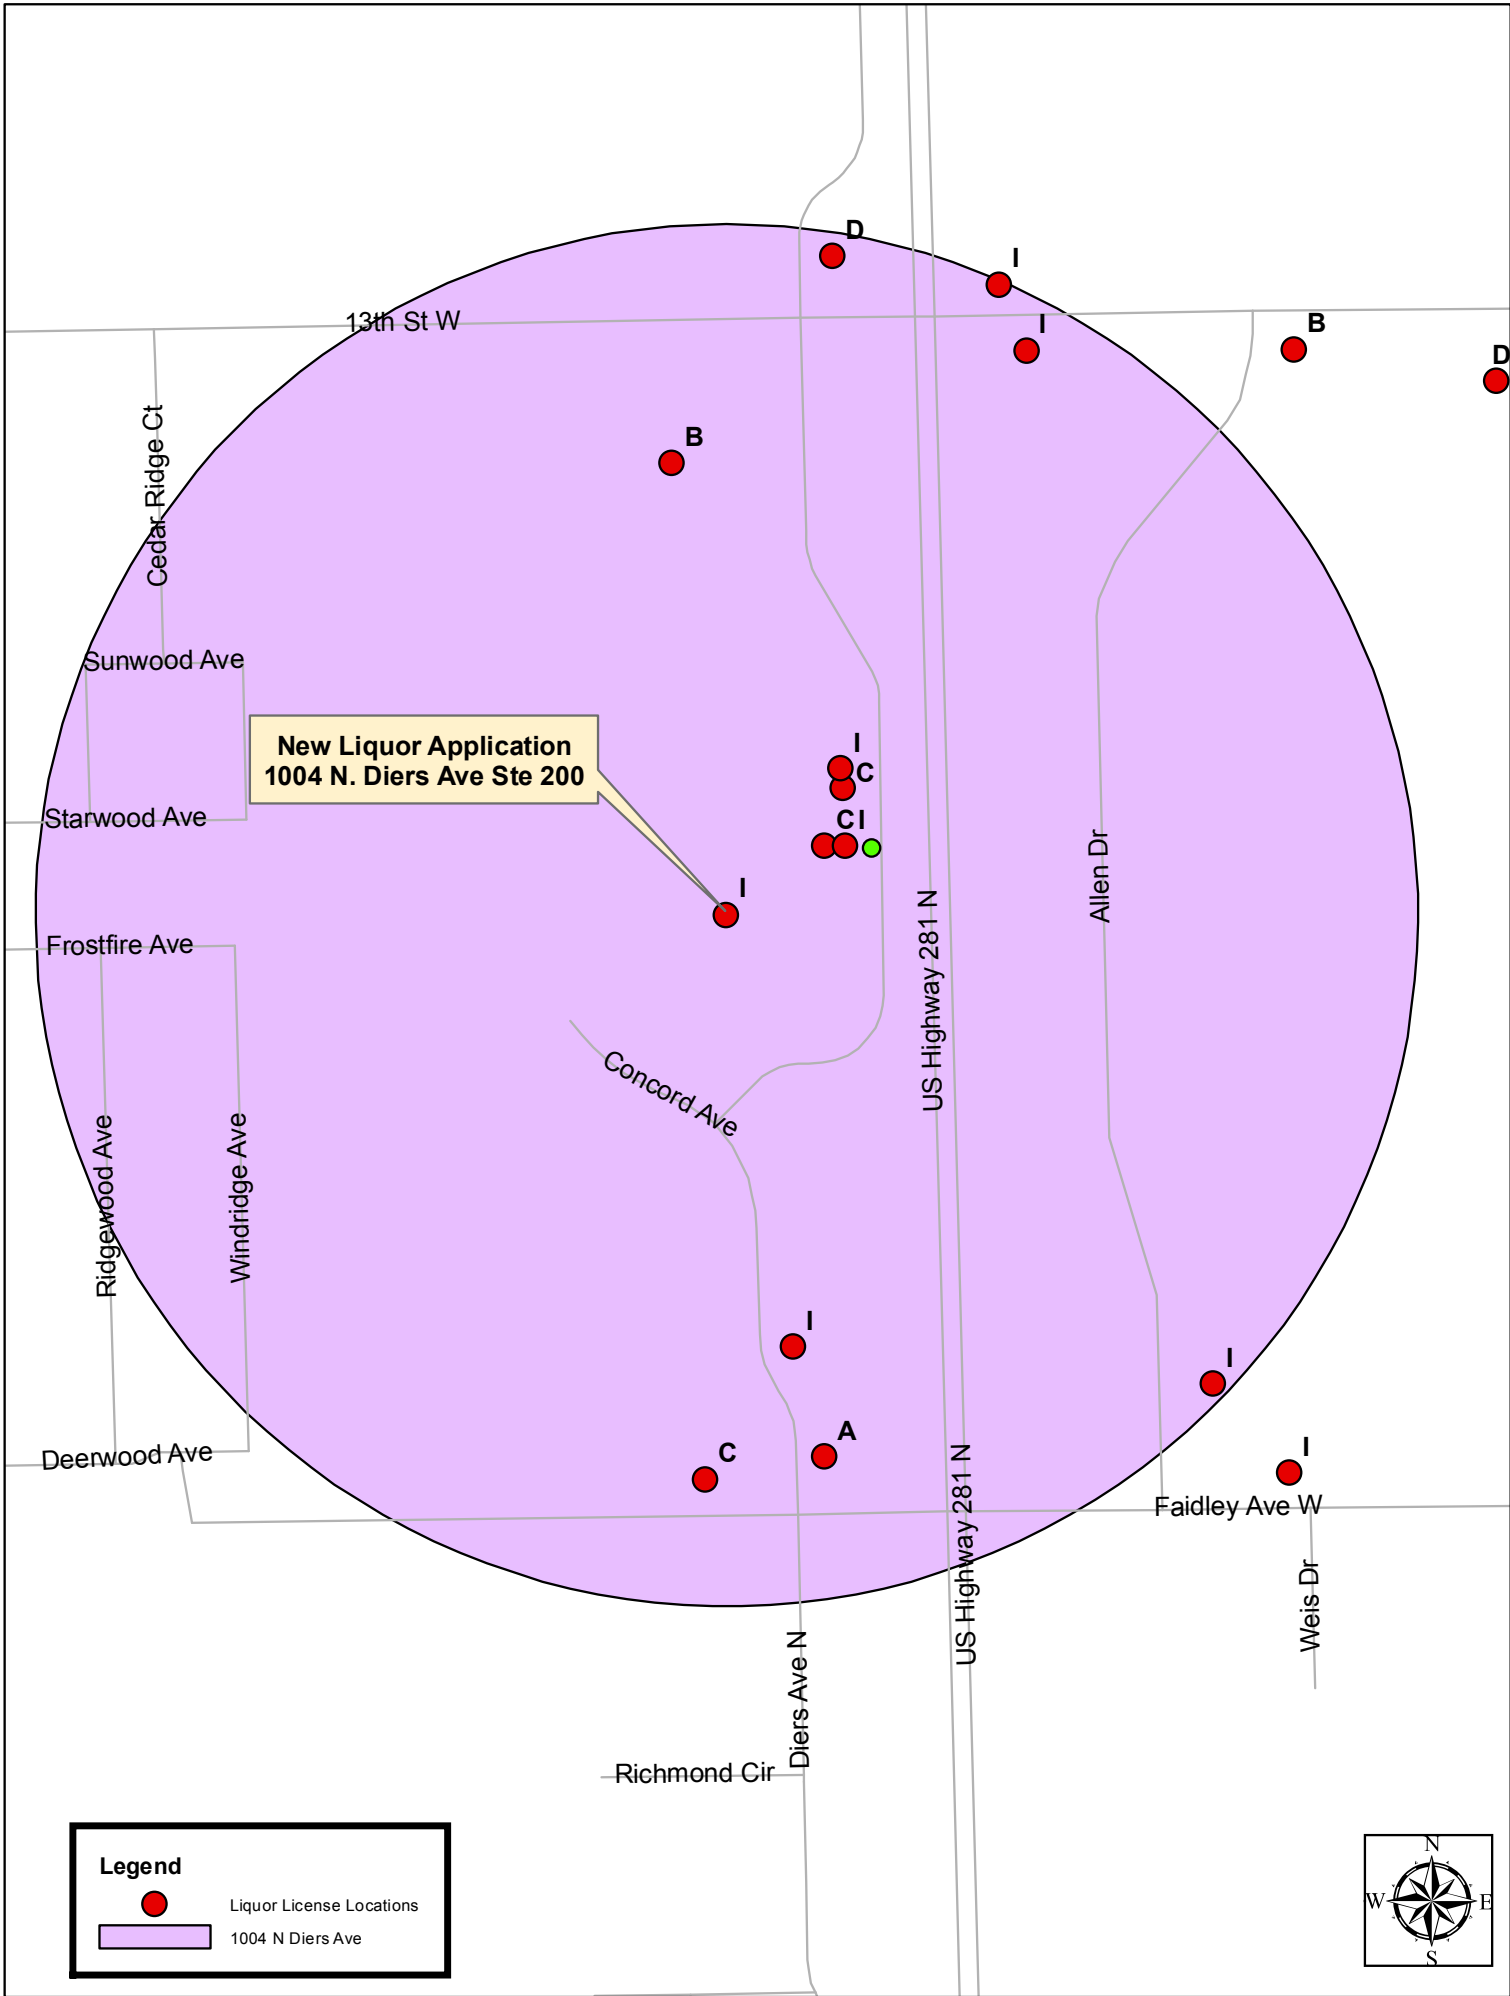 D
I
13th St W
I
B
D
B
Cedar Ridge Ct
Sunwood Ave
New Liquor Application
1004 N. Diers Ave Ste 200
I
C
Starwood Ave
C I
Allen Dr
I
US Highway 281 N
Frostfire Ave
Concord Ave
Ridgewood Ave
Windridge Ave
I
I
A
C
Deerwood Ave
I
US Highway 281 N
Faidley Ave W
Weis Dr
Diers Ave N
Richmond Cir
Legend
Liquor License Locations
1004 N Diers Ave
N
W E
S